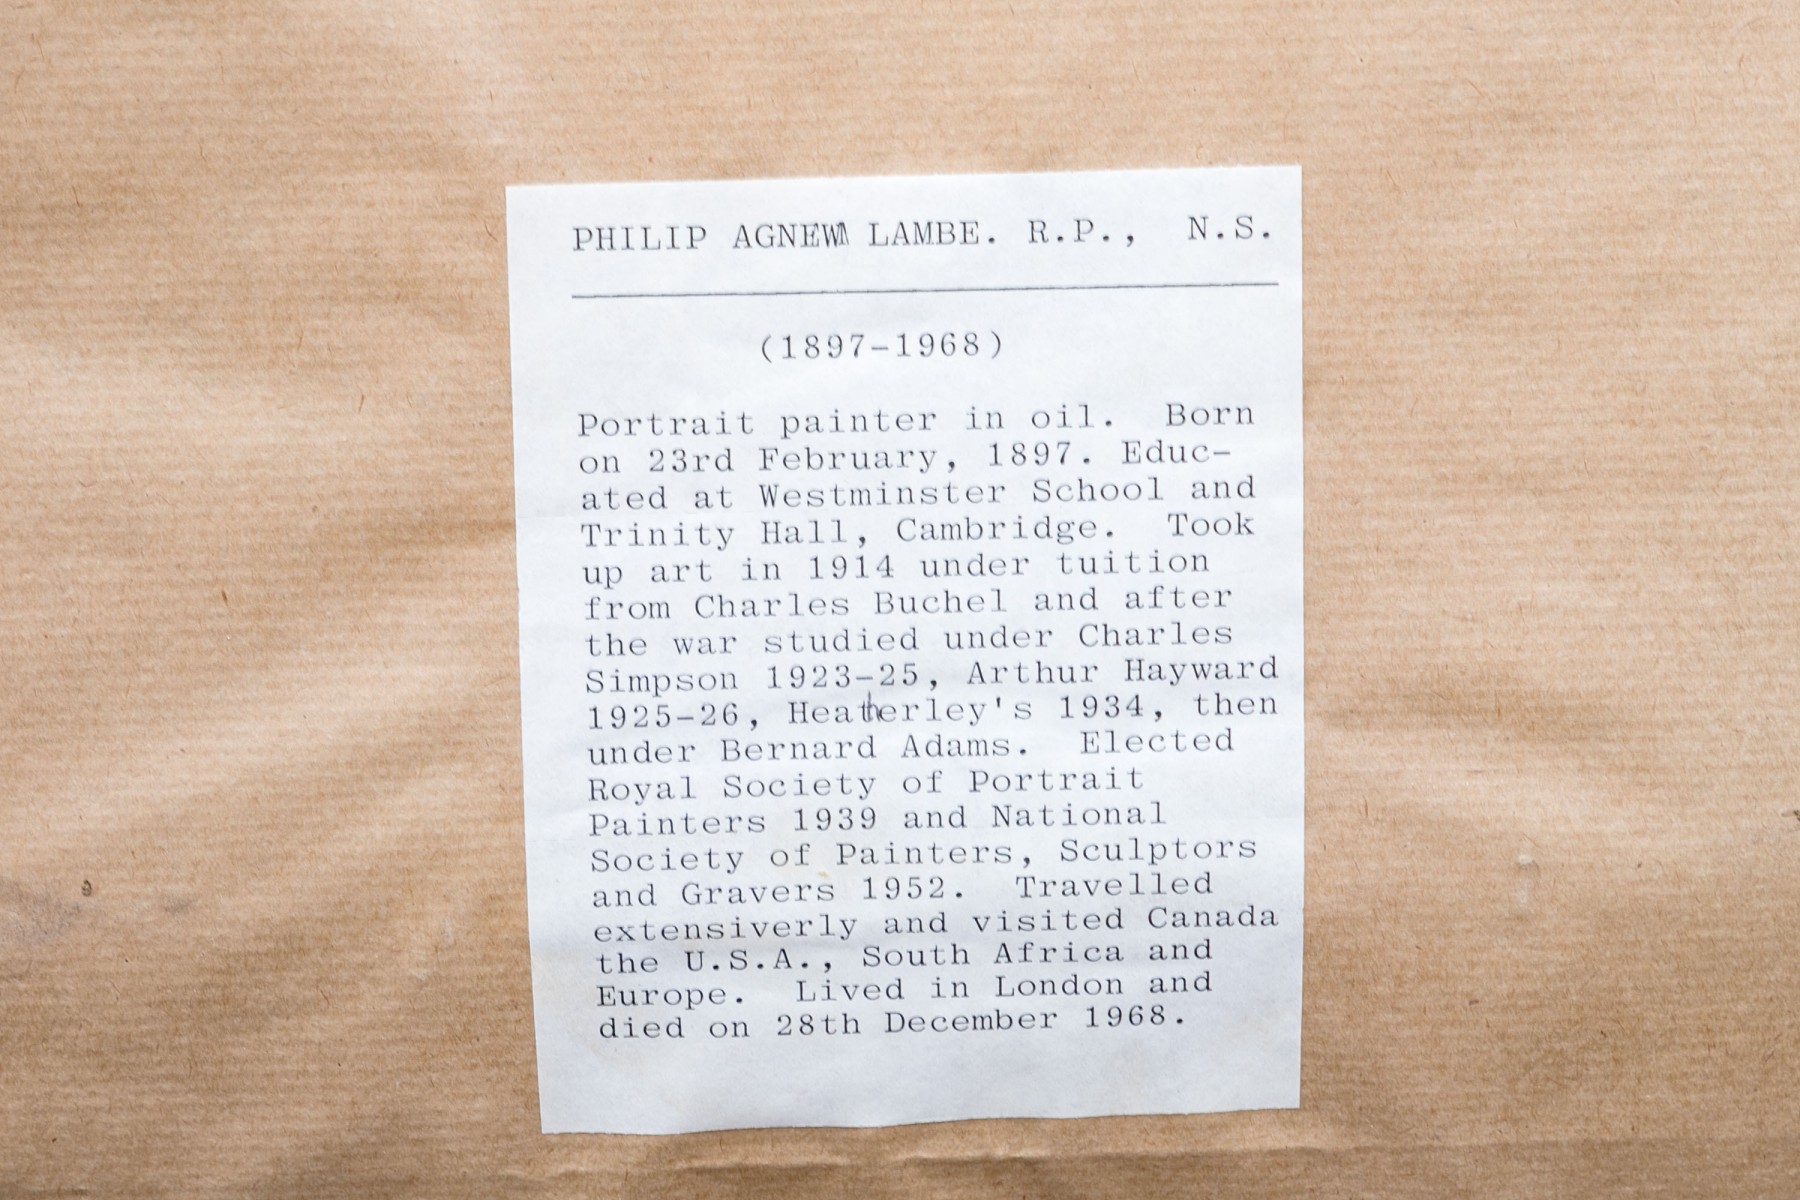 PHILIP AGNEW LAMBE. R.P., N.S.
(1897-1968)
Portrait painter in oil. Born
on 23rd February, 1897. Educ-
ated at Westminster School and
Trinity Hall, Cambridge. Took
up art in 1914 under tuition
from Charles Buchel and after
the war studied under Charles
Simpson 1923-25, Arthur Hayward
1925-26, Heatherley's 1934, then
under Bernard Adams. Elected
Royal Society of Portrait
Painters 1939 and National
Society of Painters, Sculptors
and Gravers 1952. Travelled
extensiverly and visited Canada
the U.S.A., South Africa and
Europe. Lived in London and
died on 28th December 1968.